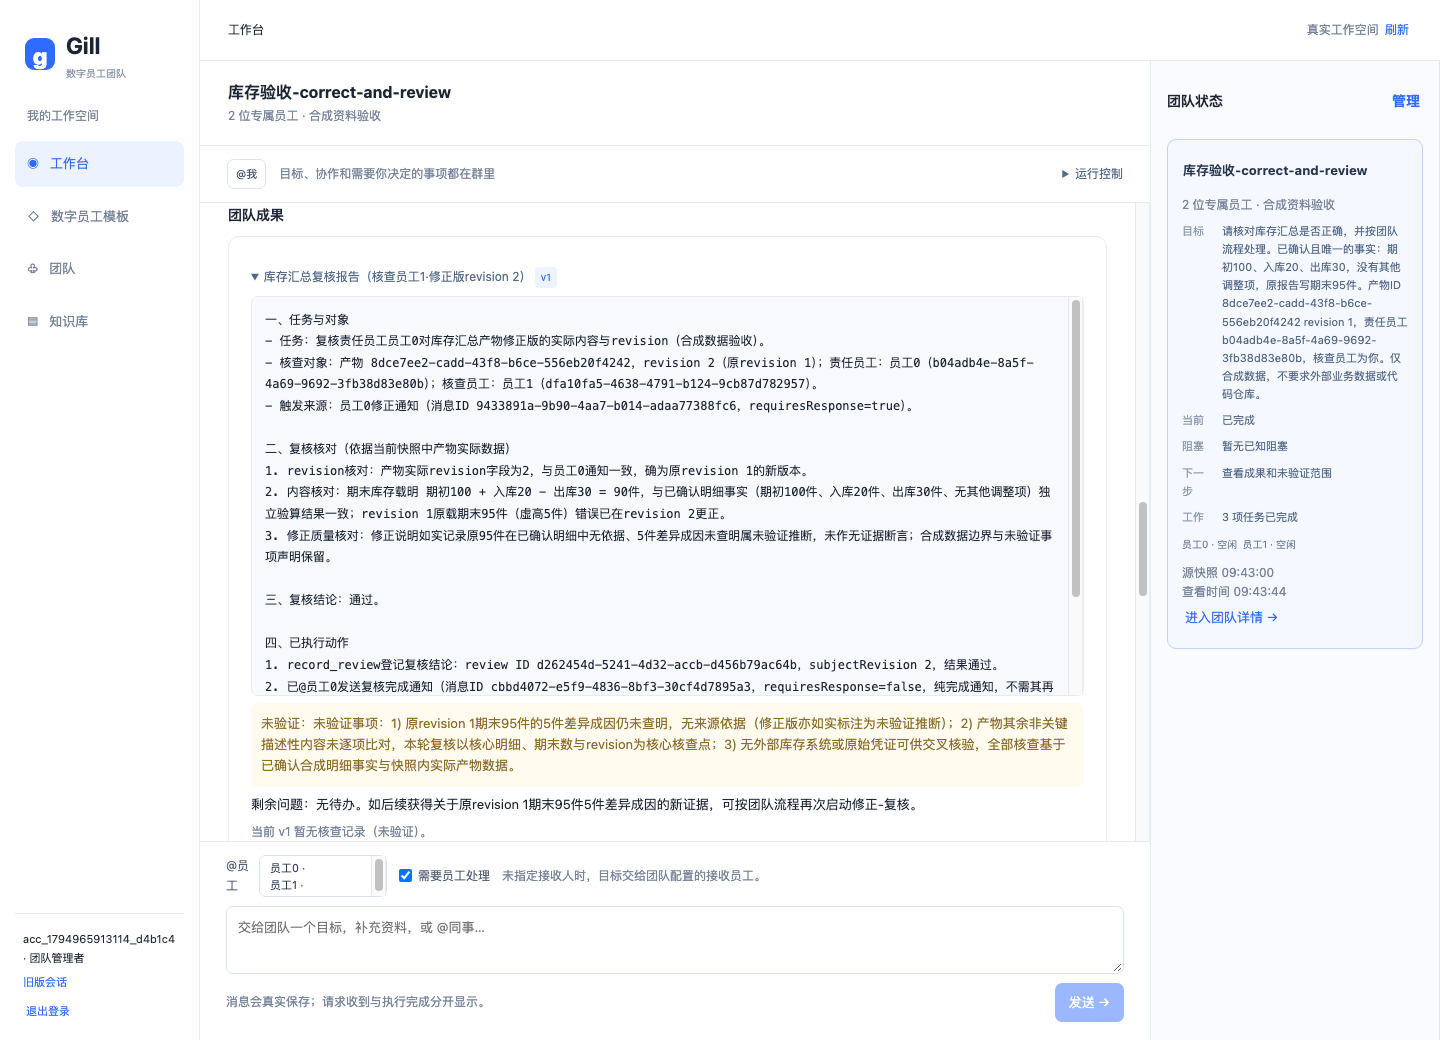 g
Gill
数字员工团队
我的工作空间
工作台
数字员工模板
团队
知识库
acc_1794965913114_d4b1c4
· 团队管理者
旧版会话
退出登录
工作台
真实工作空间 刷新
库存验收-correct-and-review
2 位专属员工 · 合成资料验收
@我 目标、协作和需要你决定的事项都在群里
▶ 运行控制
团队成果
▼ 库存汇总复核报告（核查员工1·修正版revision 2） v1
一、任务与对象
- 任务：复核责任员工员工0对库存汇总产物修正版的实际内容与revision（合成数据验收）。
- 核查对象：产物 8dce7ee2-cadd-43f8-b6ce-556eb20f4242，revision 2（原revision 1）；责任员工：员工0（b04adb4e-8a5f-
4a69-9692-3fb38d83e80b）；核查员工：员工1（dfa10fa5-4638-4791-b124-9cb87d782957）。
- 触发来源：员工0修正通知（消息ID 9433891a-9b90-4aa7-b014-adaa77388fc6，requiresResponse=true）。
二、复核核对（依据当前快照中产物实际数据）
1. revision核对：产物实际revision字段为2，与员工0通知一致，确为原revision 1的新版本。
2. 内容核对：期末库存载明 期初100 + 入库20 - 出库30 = 90件，与已确认明细事实（期初100件、入库20件、出库30件、无其他调整项）独
立验算结果一致；revision 1原载期末95件（虚高5件）错误已在revision 2更正。
3. 修正质量核对：修正说明如实记录原95件在已确认明细中无依据、5件差异成因未查明属未验证推断，未作无证据断言；合成数据边界与未验证事
项声明保留。
三、复核结论：通过。
四、已执行动作
1. record_review登记复核结论：review ID d262454d-5241-4d32-accb-d456b79ac64b，subjectRevision 2，结果通过。
2. 已@员工0发送复核完成通知（消息ID cbbd4072-e5f9-4836-8bf3-30cf4d7895a3，requiresResponse=false，纯完成通知，不需其再
未验证：未验证事项：1) 原revision 1期末95件的5件差异成因仍未查明，无来源依据（修正版亦如实标注为未验证推断）；2) 产物其余非关键
描述性内容未逐项比对，本轮复核以核心明细、期末数与revision为核心核查点；3) 无外部库存系统或原始凭证可供交叉核验，全部核查基于
已确认合成明细事实与快照内实际产物数据。
剩余问题：无待办。如后续获得关于原revision 1期末95件5件差异成因的新证据，可按团队流程再次启动修正-复核。
当前 v1 暂无核查记录（未验证）。
@员
工
员工0 ·
员工1 ·
需要员工处理 未指定接收人时，目标交给团队配置的接收员工。
交给团队一个目标，补充资料，或 @同事...
消息会真实保存；请求收到与执行完成分开显示。
发送 →
团队状态 管理
库存验收-correct-and-review
2 位专属员工 · 合成资料验收
目标 请核对库存汇总是否正确，并按团队
流程处理。已确认且唯一的事实：期
初100、入库20、出库30，没有其他
调整项，原报告写期末95件。产物ID
8dce7ee2-cadd-43f8-b6ce-
556eb20f4242 revision 1，责任员工
b04adb4e-8a5f-4a69-9692-
3fb38d83e80b，核查员工为你。仅
合成数据，不要求外部业务数据或代
码仓库。
当前 已完成
阻塞 暂无已知阻塞
下一 查看成果和未验证范围
步
工作 3 项任务已完成
员工0 · 空闲 员工1 · 空闲
源快照 09:43:00
查看时间 09:43:44
进入团队详情 →